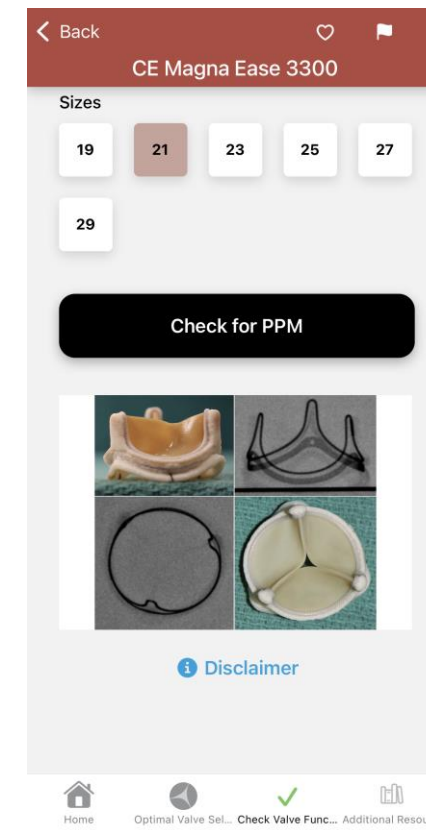 Back
CE Magna Ease 3300
Sizes
19 21 23 25 27
29
Check for PPM
Disclaimer
Home Optimal Valve Sel... Check Valve Func... Additional Resou